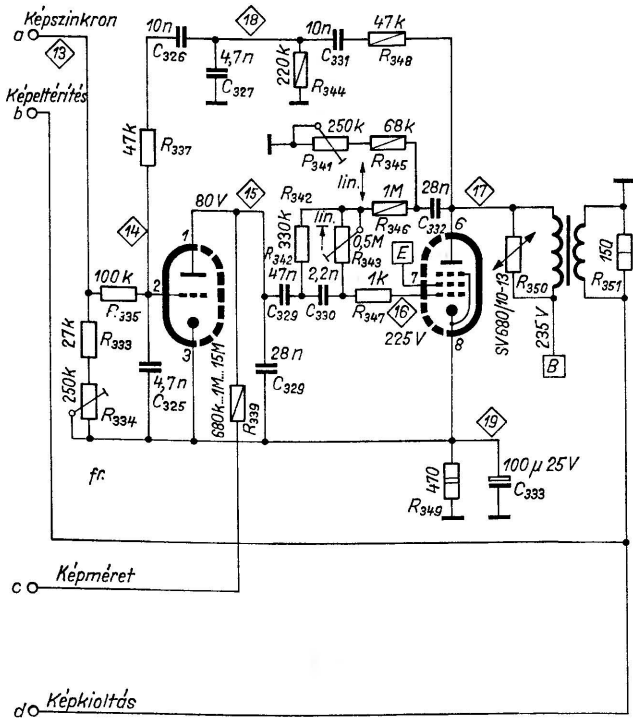 Képszinkron
a
13
Képeltérítés
b
10n
C326
4,7n
C327
18
10n
C331
220k
R344
47k
R348
47k
R337
250k
P341
68k
R345
lin.
1M
R346
28n
C332
17
14
80V
15
R342
330k
R342
lin.
0,5M
R343
47n
C329
2,2n
C330
1k
R347
16
225V
E
6
7
8
SV680/10-13
R350
235V
B
150
R351
100k
R335
1
2
3
27k
R333
250k
R334
fr.
4,7n
C325
680k...1M...15M
R339
28n
C329
19
470
R349
100µ 25V
C333
c
Képméret
d
Képkioltás